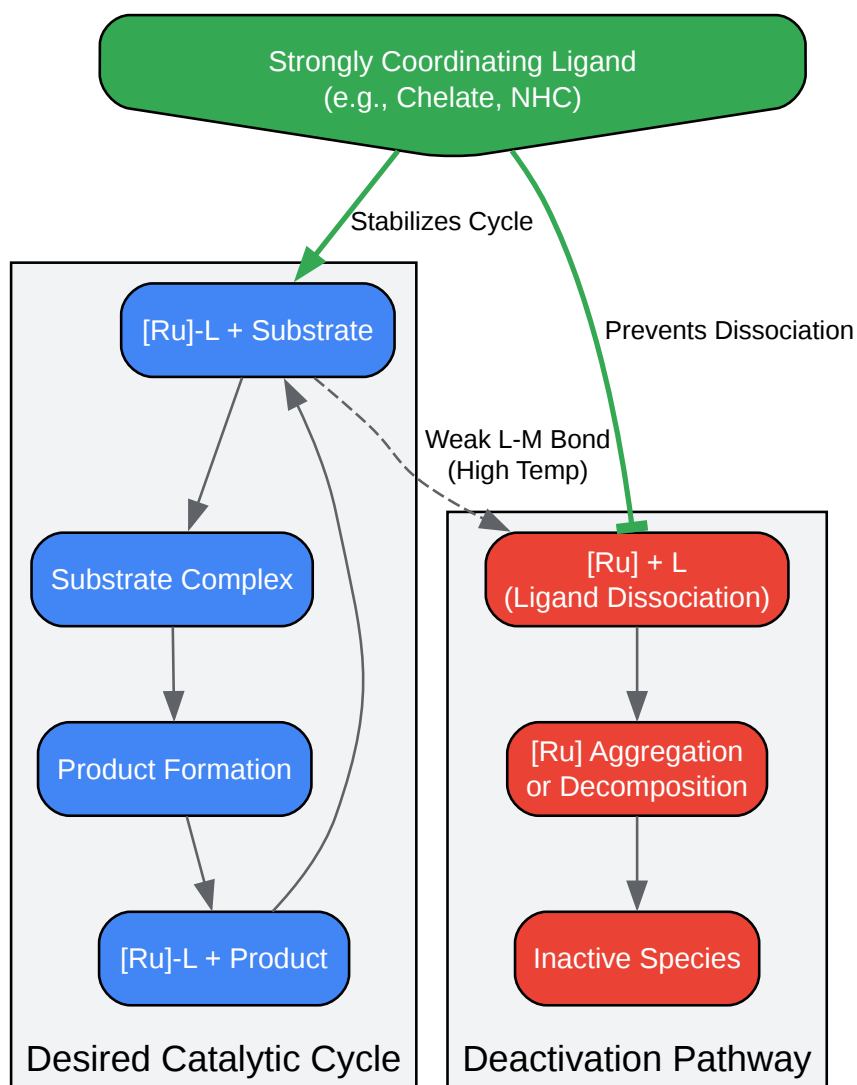 Strongly Coordinating Ligand
(e.g., Chelate, NHC)
Stabilizes Cycle
[Ru]-L + Substrate
Prevents Dissociation
Weak L-M Bond
(High Temp)
Substrate Complex
[Ru] + L
(Ligand Dissociation)
Product Formation
[Ru] Aggregation
or Decomposition
[Ru]-L + Product
Inactive Species
Desired Catalytic Cycle
Deactivation Pathway